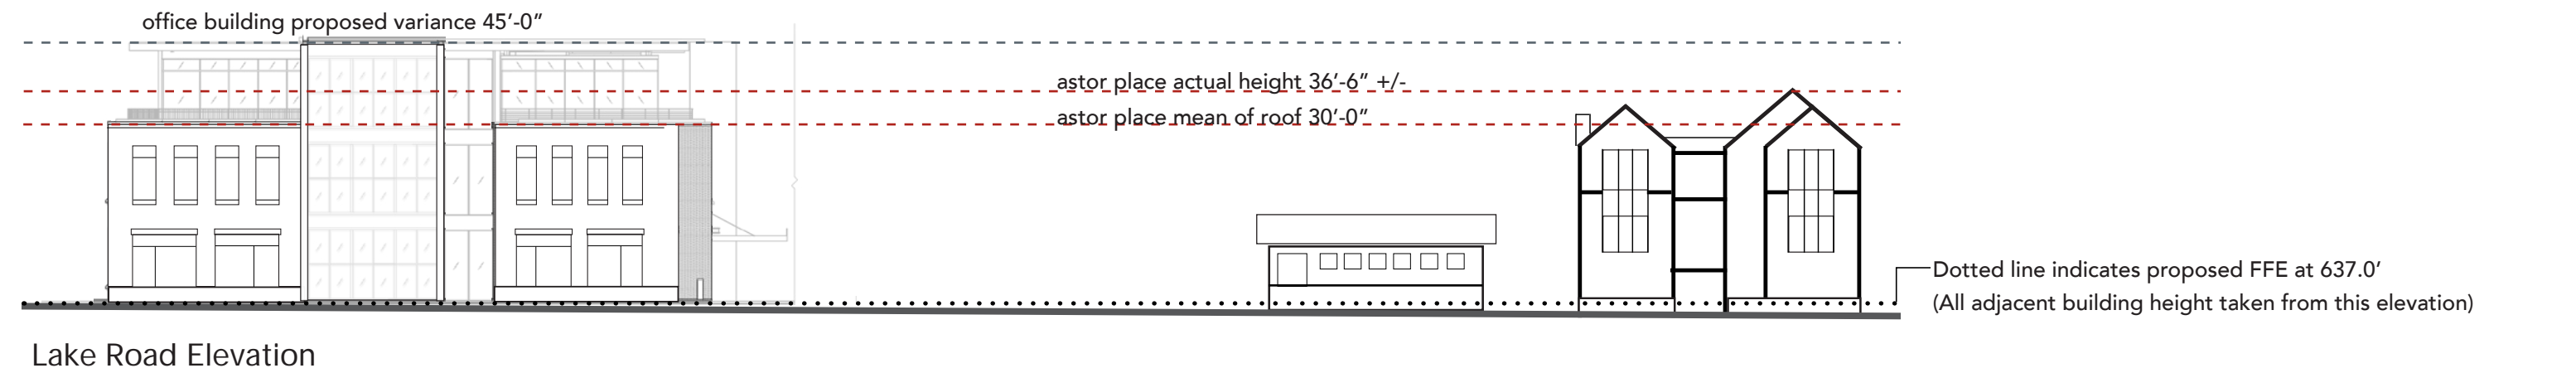 office building proposed variance 45’-0”
astor place actual height 36’-6” +/-
astor place mean of roof 30’-0”
Dotted line indicates proposed FFE at 637.0’
(All adjacent building height taken from this elevation)
Lake Road Elevation